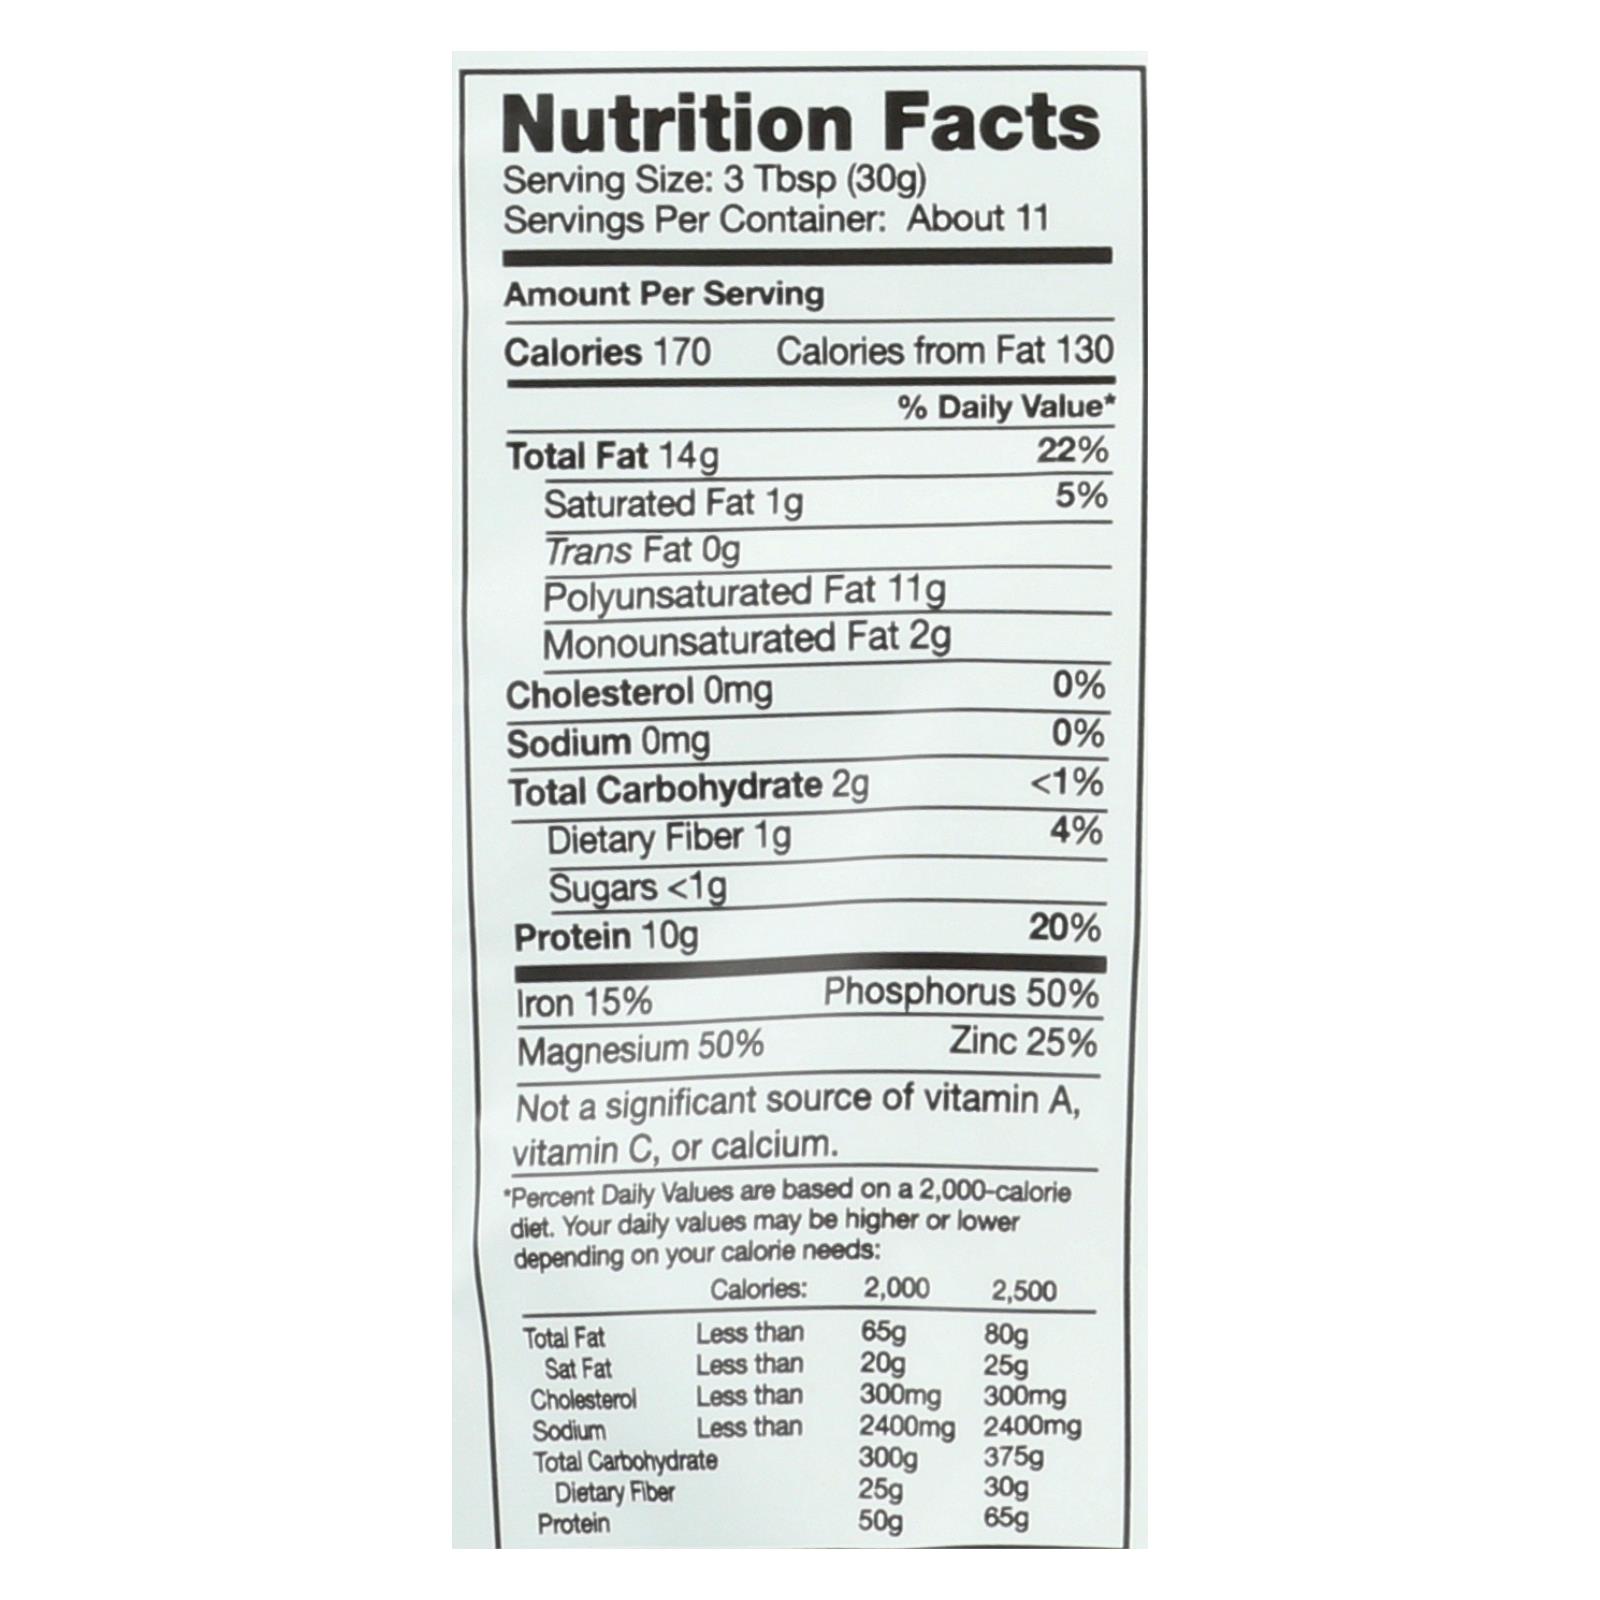 Nutrition Facts
Serving Size: 3 Tbsp (30g)
Servings Per Container: About 11
Amount Per Serving
Calories 170 Calories from Fat 130
% Daily Value*
Total Fat 14g 22%
Saturated Fat 1g 5%
Trans Fat 0g
Polyunsaturated Fat 11g
Monounsaturated Fat 2g
Cholesterol 0mg 0%
Sodium 0mg 0%
Total Carbohydrate 2g <1%
Dietary Fiber 1g 4%
Sugars <1g
Protein 10g 20%
Iron 15% Phosphorus 50%
Magnesium 50% Zinc 25%
Not a significant source of vitamin A,
vitamin C, or calcium.
*Percent Daily Values are based on a 2,000-calorie
diet. Your daily values may be higher or lower
depending on your calorie needs:
Calories: 2,000 2,500
Total Fat Less than 65g 80g
Sat Fat Less than 20g 25g
Cholesterol Less than 300mg 300mg
Sodium Less than 2400mg 2400mg
Total Carbohydrate 300g 375g
Dietary Fiber 25g 30g
Protein 50g 65g